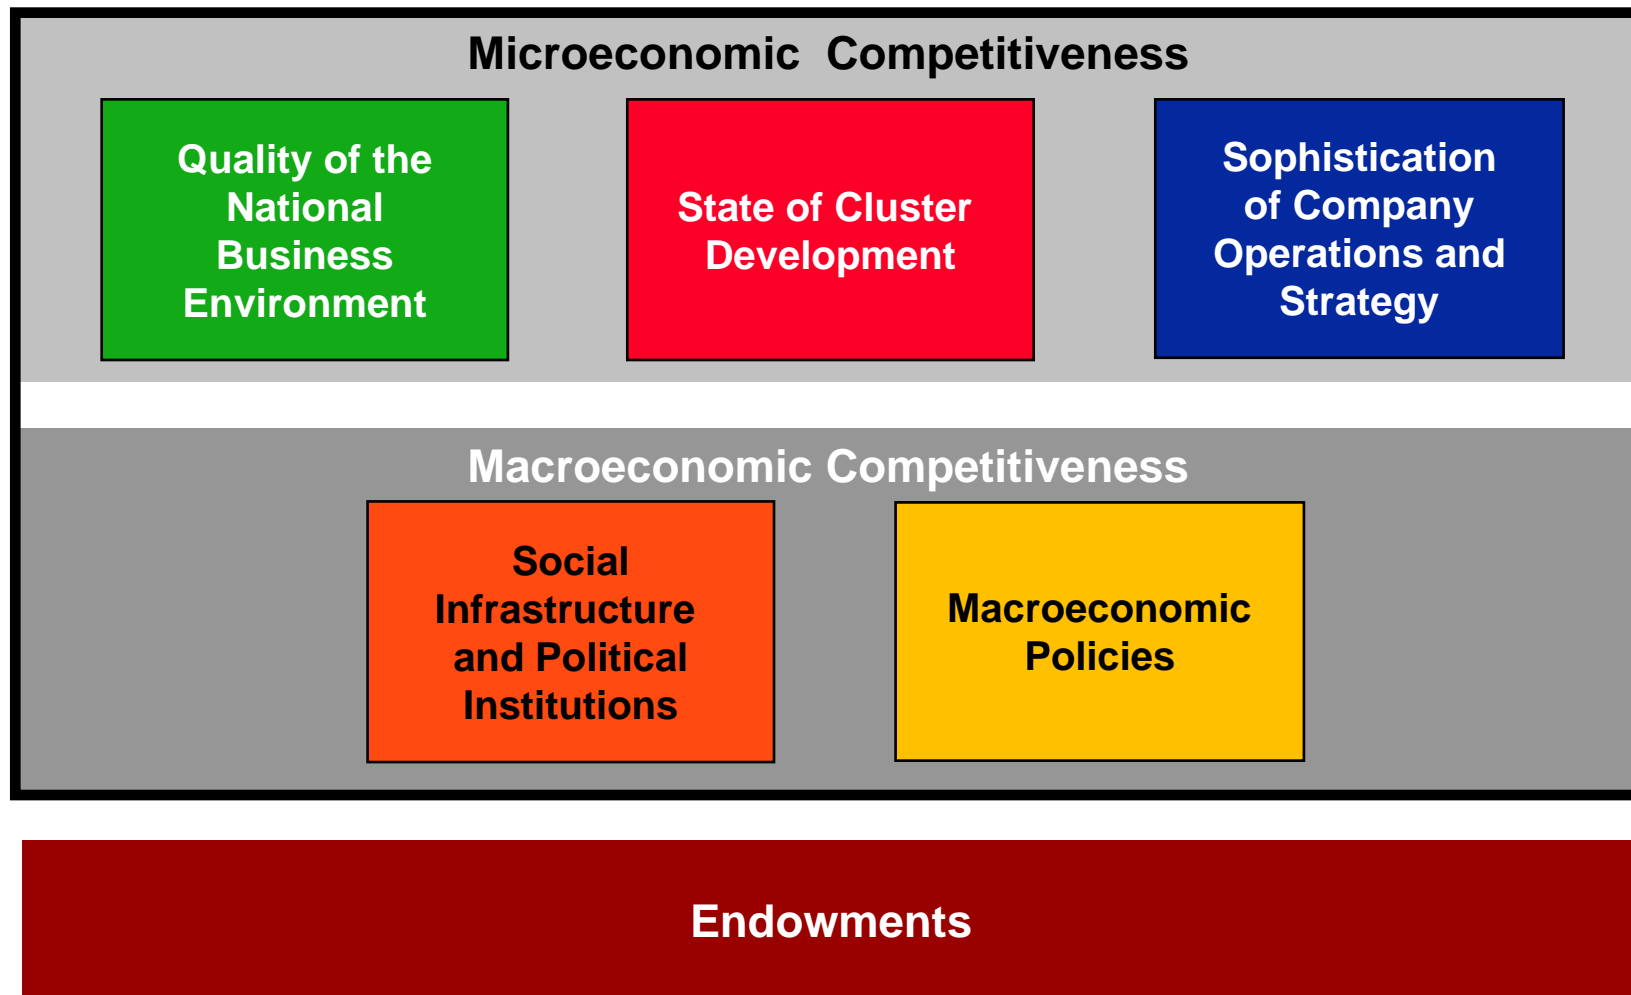 Microeconomic  Competitiveness
Quality of the
National
Business
Environment
State of Cluster
Development
Sophistication
of Company
Operations and
Strategy
Macroeconomic Competitiveness
Social
Infrastructure
and Political
Institutions
Macroeconomic
Policies
Endowments